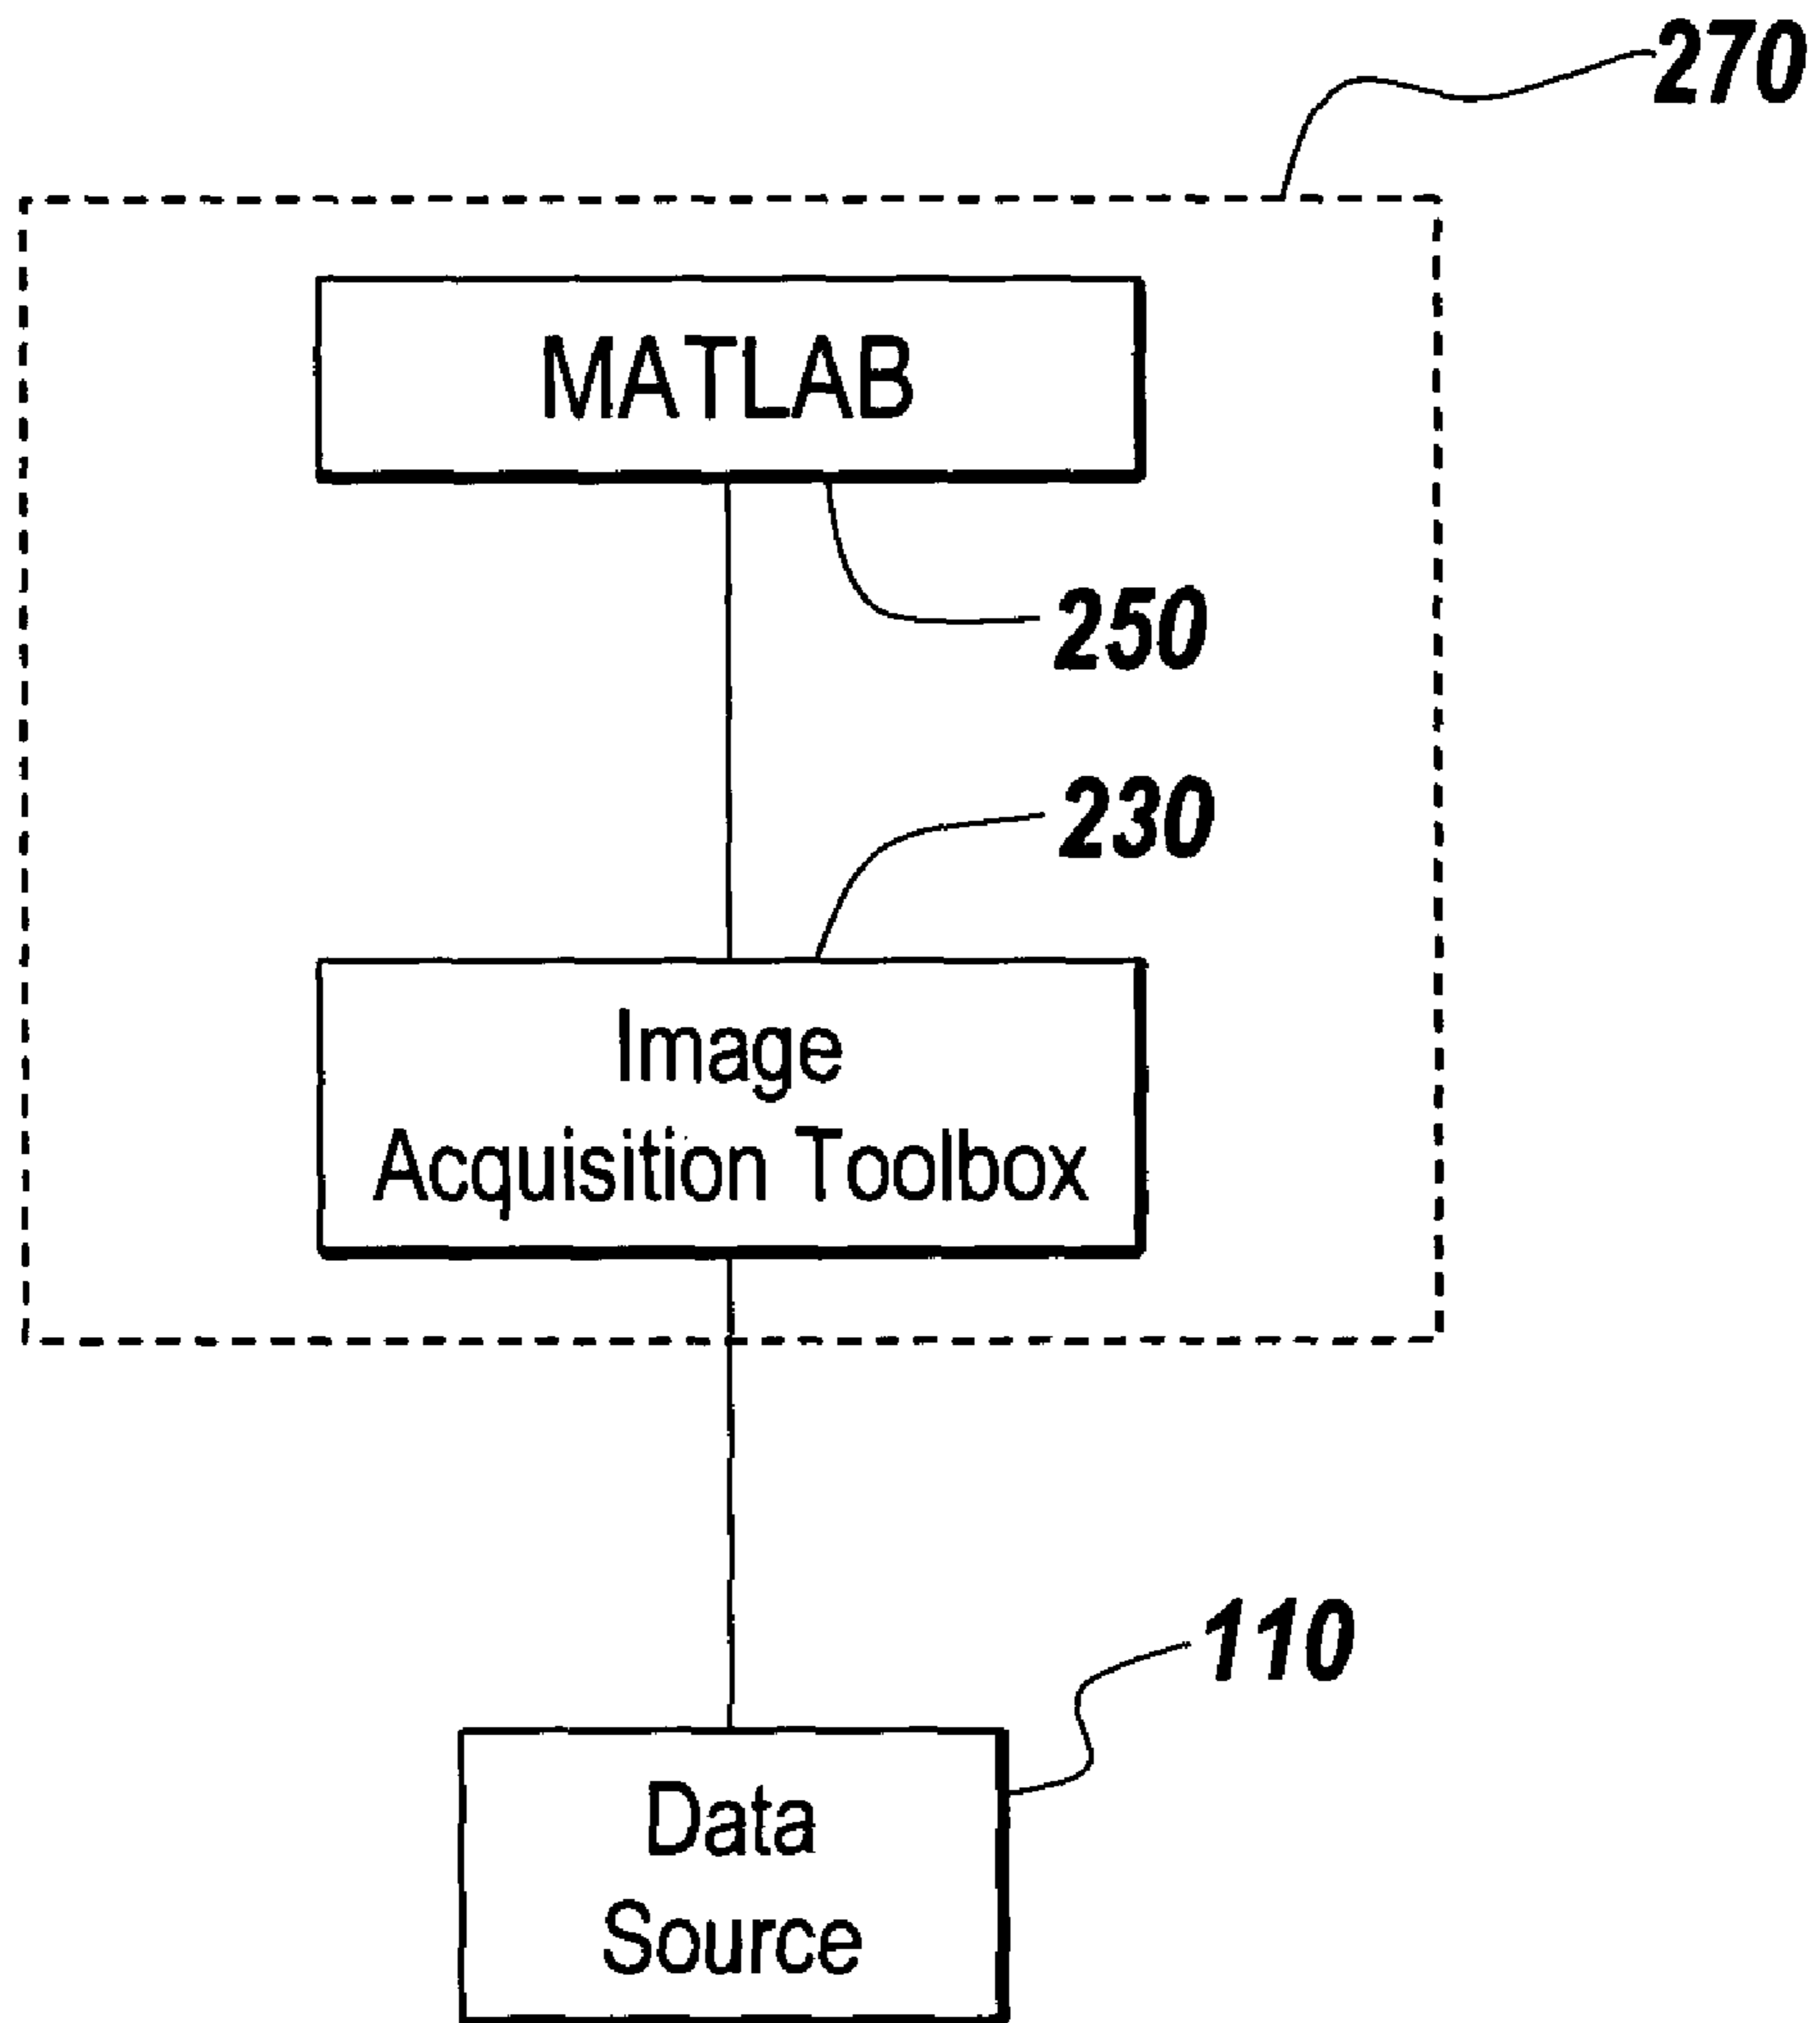 270
MATLAB
250
230
Image
Acquisition Toolbox
110
Data
Source